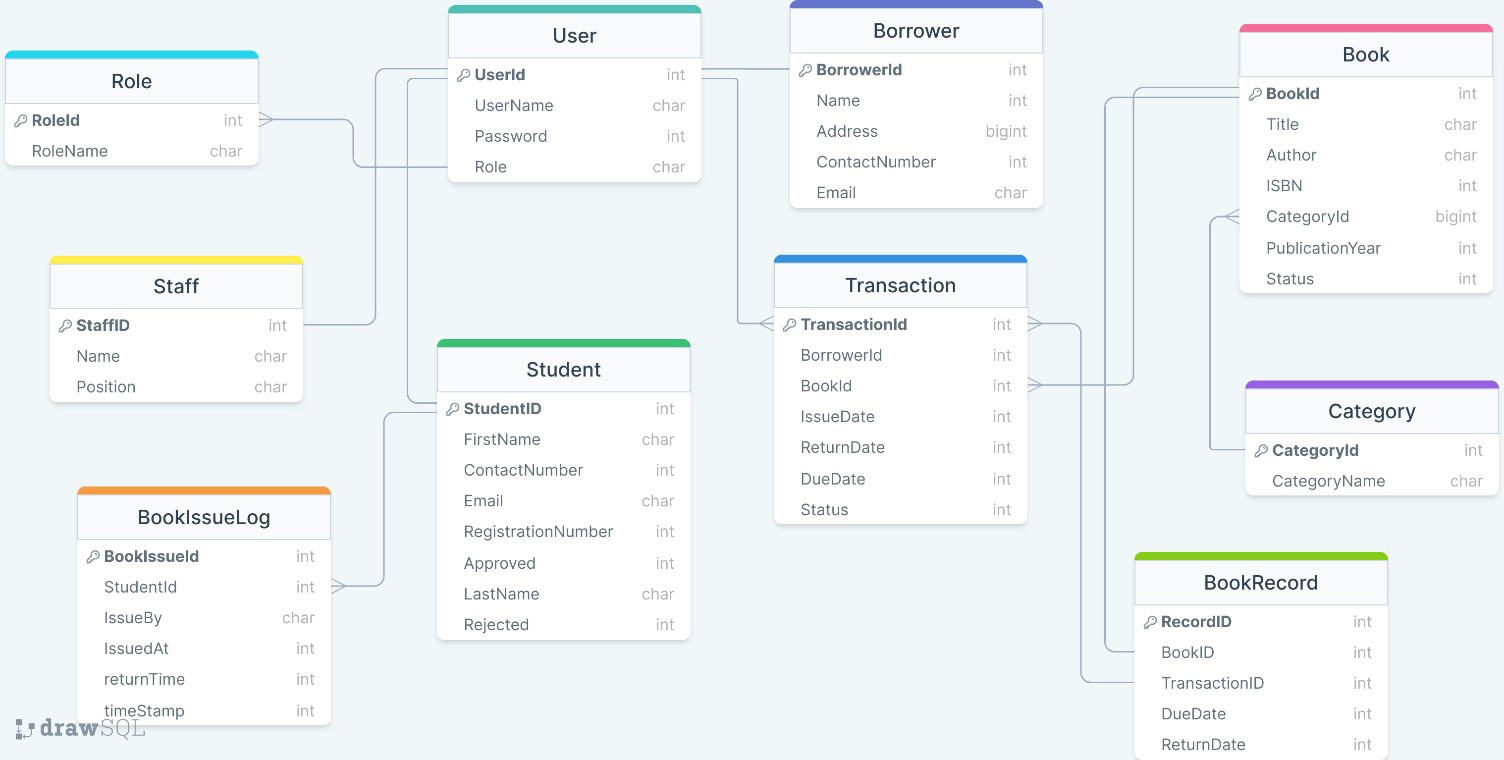 Role
RoleId int
RoleName char
User
UserId int
UserName char
Password int
Role char
Borrower
BorrowerId int
Name int
Address bigint
ContactNumber int
Email char
Book
BookId int
Title char
Author char
ISBN int
CategoryId bigint
PublicationYear int
Status int
Staff
StaffID int
Name char
Position char
Student
StudentID int
FirstName char
ContactNumber int
Email char
RegistrationNumber int
Approved int
LastName char
Rejected int
Transaction
TransactionId int
BorrowerId int
BookId int
IssueDate int
ReturnDate int
DueDate int
Status int
Category
CategoryId int
CategoryName char
BookIssueLog
BookIssueId int
StudentId int
IssueBy char
IssuedAt int
returnTime int
timeStamp int
BookRecord
RecordID int
BookID int
TransactionID int
DueDate int
ReturnDate int
drawSQL